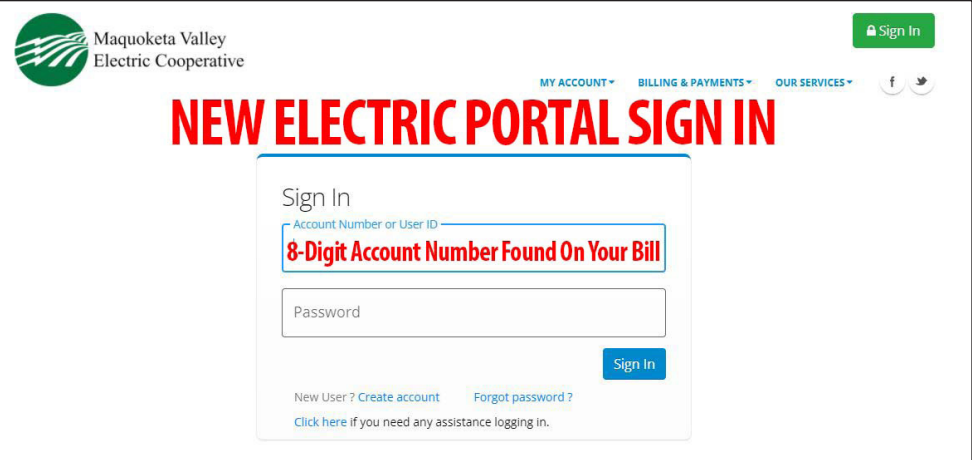 Maquoketa Valley
Electric Cooperative
Sign In
MY ACCOUNT
BILLING & PAYMENTS
OUR SERVICES
f
NEW ELECTRIC PORTAL SIGN IN
Sign In
Account Number or User ID
8-Digit Account Number Found On Your Bill
Password
Sign In
New User ? Create account
Forgot password ?
Click here if you need any assistance logging in.